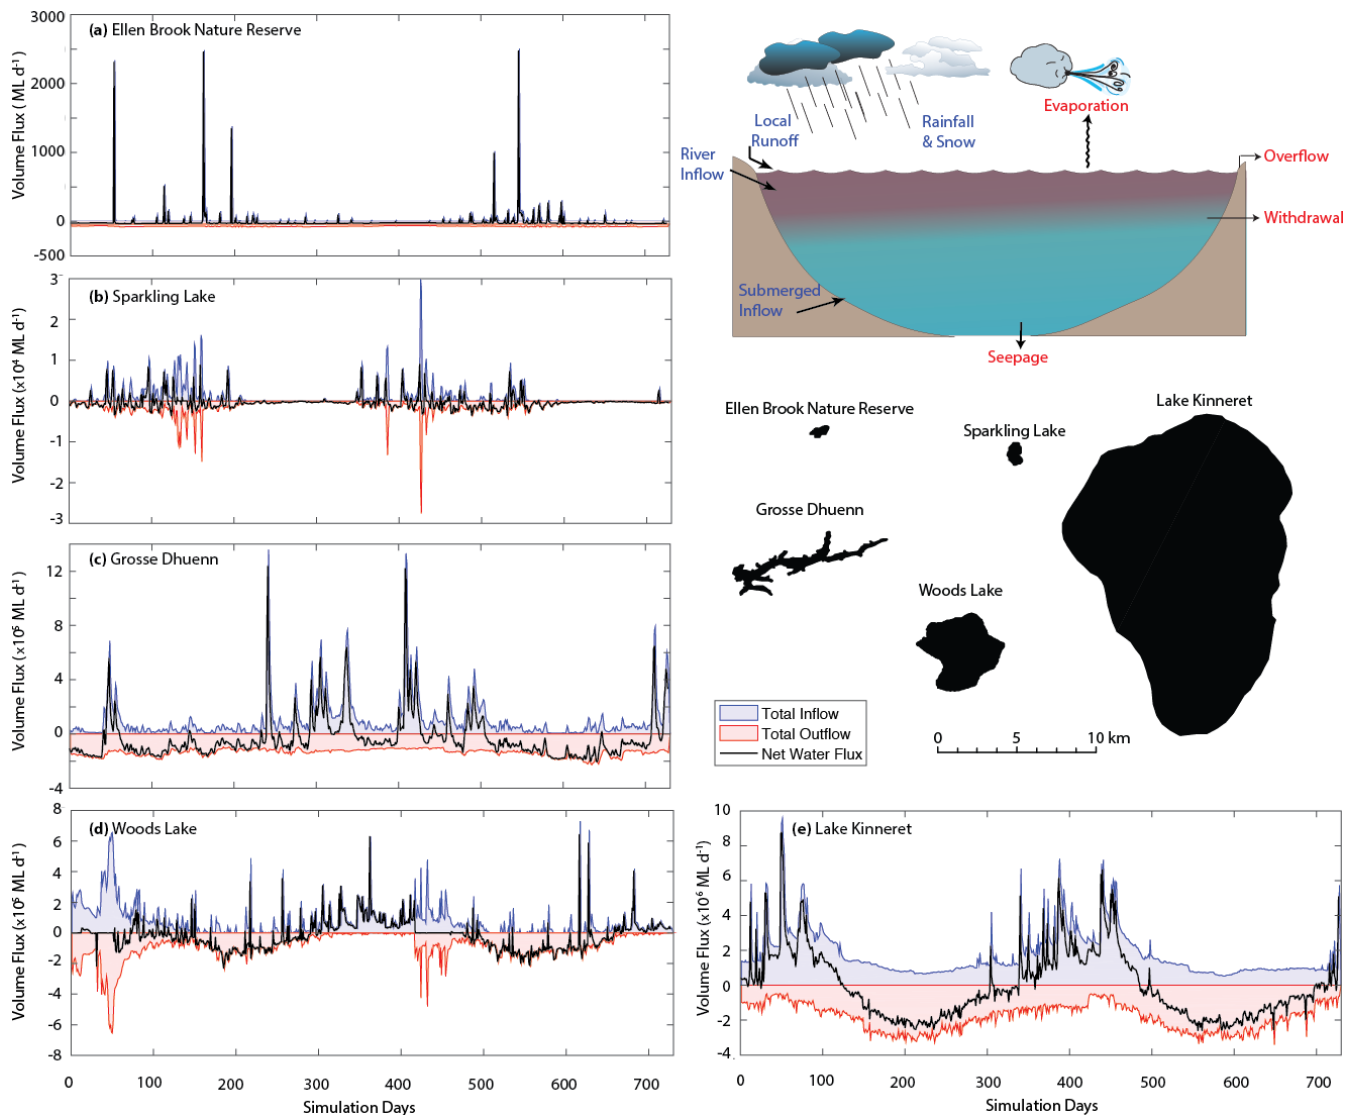 (a) Ellen Brook Nature Reserve
Volume Flux ( ML d-1)
3000
2000
1000
0
-500
(b) Sparkling Lake
Volume Flux (x10⁴ ML d-1)
3
2
1
0
-1
-2
-3
(c) Grosse Dhuenn
Volume Flux ( x10⁵ ML d-1)
12
8
4
0
-4
(d) Woods Lake
Volume Flux (x10⁵ ML d-1)
8
6
4
2
0
-2
-4
-6
-8
0 100 200 300 400 500 600 700
Simulation Days
Local
Runoff
Rainfall
& Snow
Evaporation
River
Inflow
Overflow
Withdrawal
Submerged
Inflow
Seepage
Ellen Brook Nature Reserve
Sparkling Lake
Lake Kinneret
Grosse Dhuenn
Woods Lake
Total Inflow
Total Outflow
Net Water Flux
0 5 10 km
(e) Lake Kinneret
Volume Flux (x10⁶ ML d-1)
10
8
6
4
2
0
-2
-4
0 100 200 300 400 500 600 700
Simulation Days